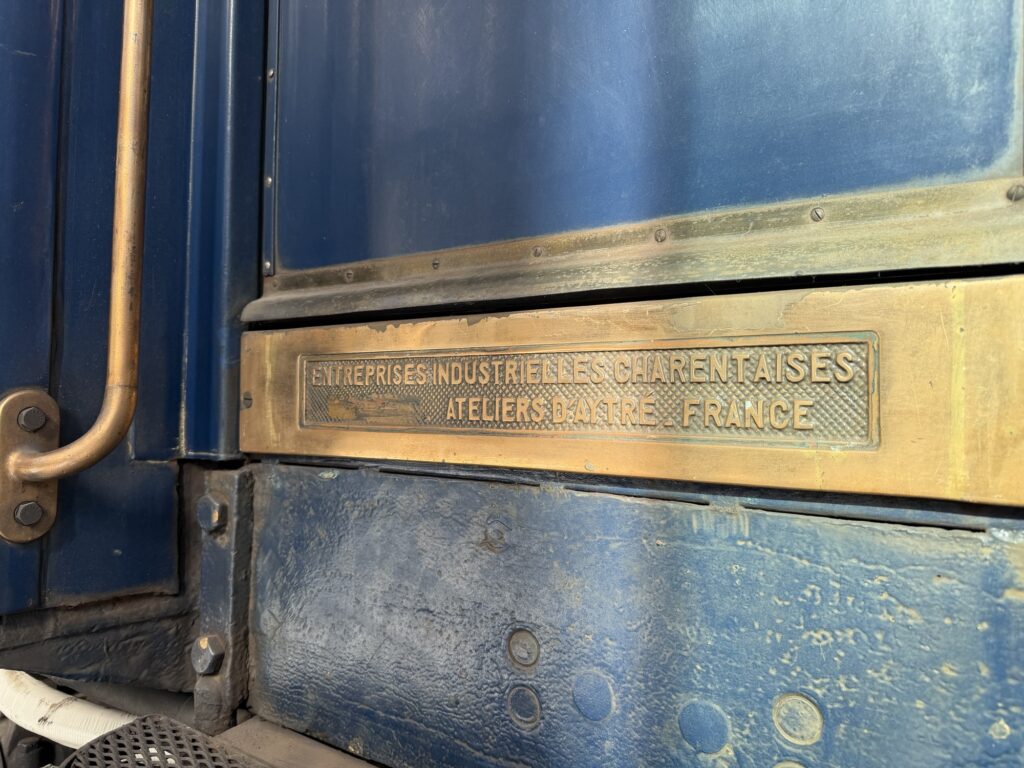 ENTREPRISES INDUSTRIELLES CHARENTAISES
ATELIERS D'AYTRÉ _ FRANCE